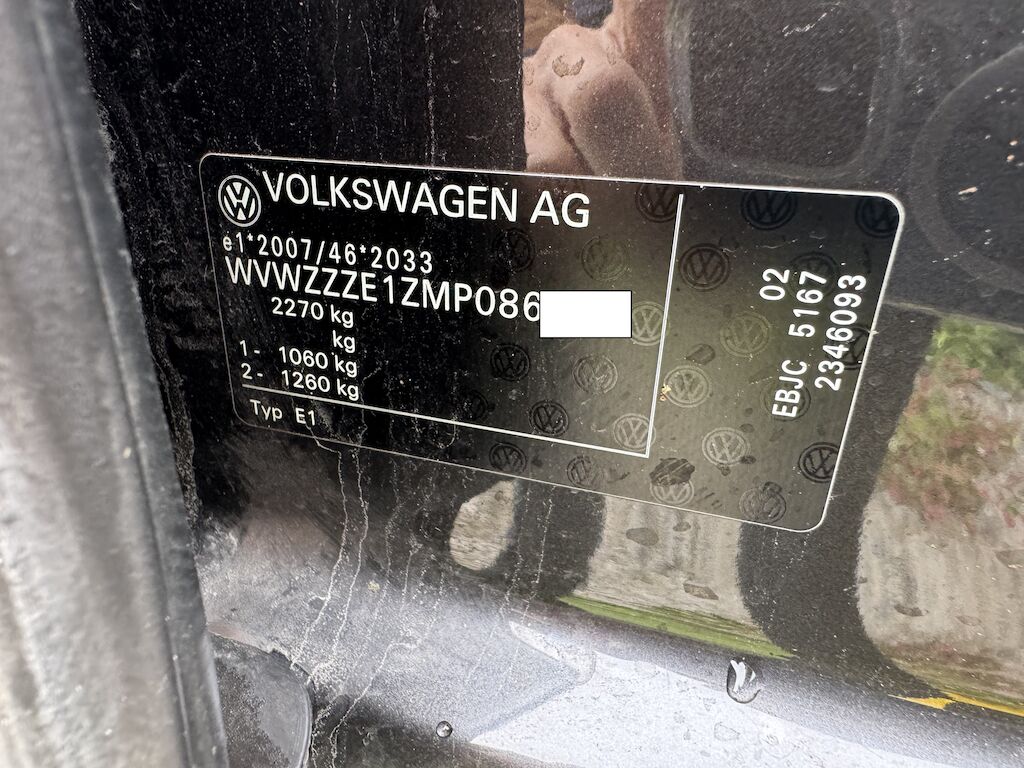 VOLKSWAGEN AG
e1*2007/46*2033
WVWZZZE1ZMP086
2270 kg
kg
1- 1060 kg
2- 1260 kg
Typ E1
02
EBJC 5167
2346093